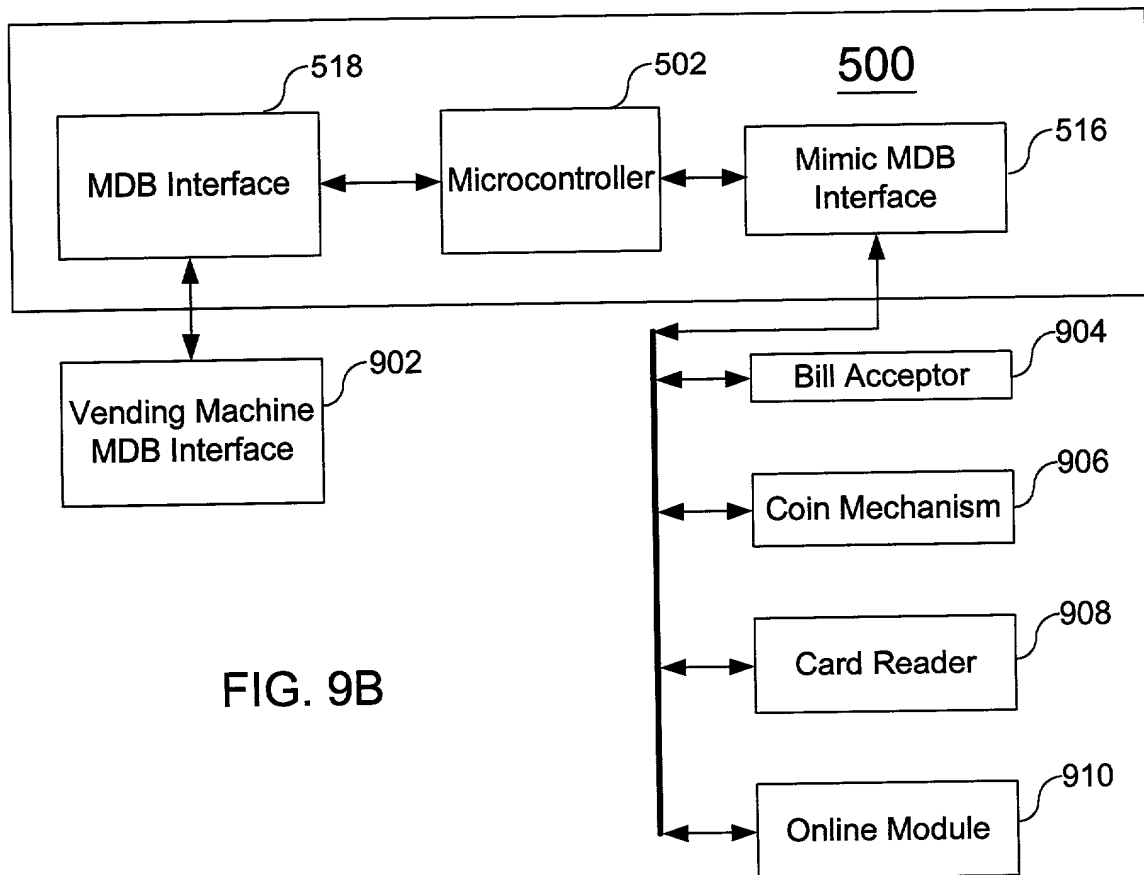 518
502
500
516
MDB Interface
Microcontroller
Mimic MDB
Interface
902
Vending Machine
MDB Interface
904
Bill Acceptor
906
Coin Mechanism
908
Card Reader
910
Online Module
FIG. 9B